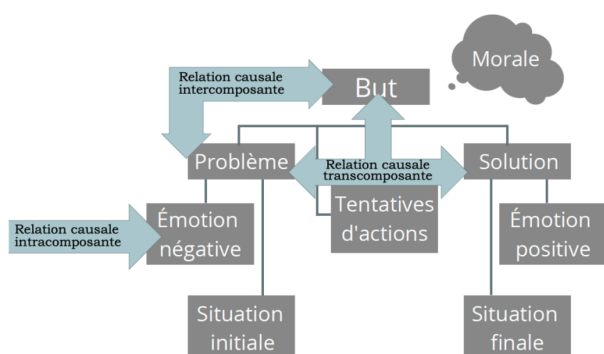 Morale
Relation causale
intercomposante
But
Problème
Relation causale
transcomposante
Solution
Relation causale
intracomposante
Émotion
négative
Tentatives
d'actions
Émotion
positive
Situation
initiale
Situation
finale